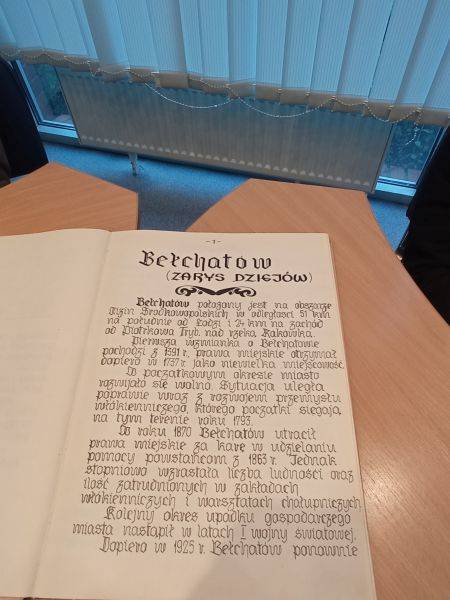 - 1 -
Bełchatów
(ZARYS DZIEJÓW)
Bełchatów położony jest na obszarze
Nizin Środkowopolskich w odległości 51 km
na południe od Łodzi i 24 km na zachód
od Piotrkowa Tryb. nad rzeką Rakówką.
Pierwsza wzmianka o Bełchatowie
pochodzi z 1391 r. prawa miejskie otrzymał
dopiero w 1737 r. jako niewielka miejscowość.
W początkowym okresie miasto
rozwijało się wolno. Sytuacja uległa
poprawie wraz z rozwojem przemysłu
włókienniczego, którego początki sięgają
na tym terenie roku 1793.
W roku 1870 Bełchatów utracił
prawa miejskie za karę w udzielaniu
pomocy powstańcom z 1863 r. Jednak
stopniowo wzrastała liczba ludności oraz
ilość zatrudnionych w zakładach
włókienniczych i warsztatach chałupniczych
Kolejny okres upadku gospodarczego
miasta nastąpił w latach I wojny światowej.
Dopiero w 1925 r. Bełchatów ponownie